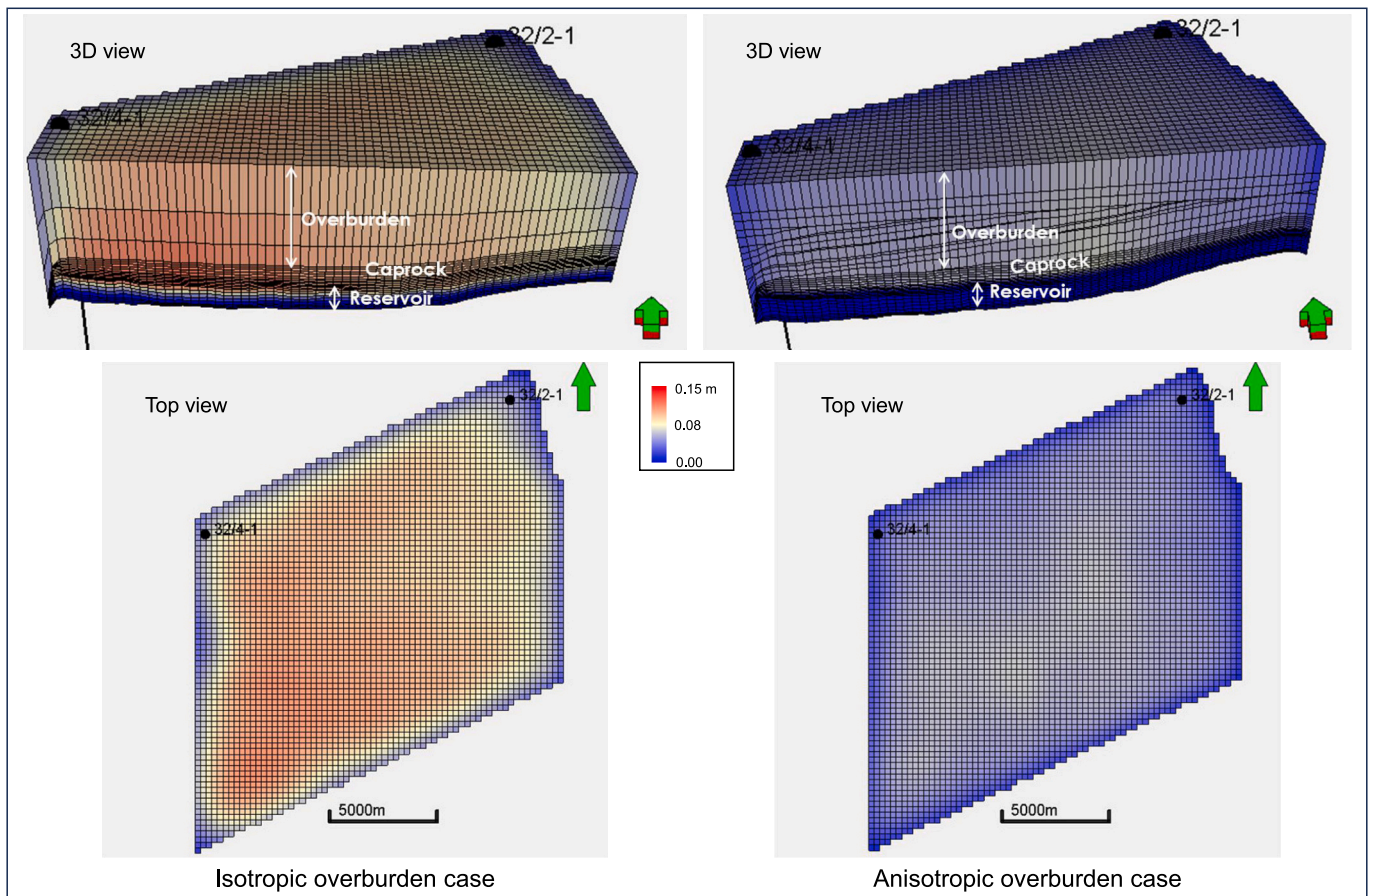 3D view
32/2-1
32/4-1
Overburden
Caprock
Reservoir
3D view
32/2-1
32/4-1
Overburden
Caprock
Reservoir
Top view
32/2-1
32/4-1
5000m
0.15 m
0.08
0.00
Top view
32/2-1
32/4-1
5000m
Isotropic overburden case
Anisotropic overburden case